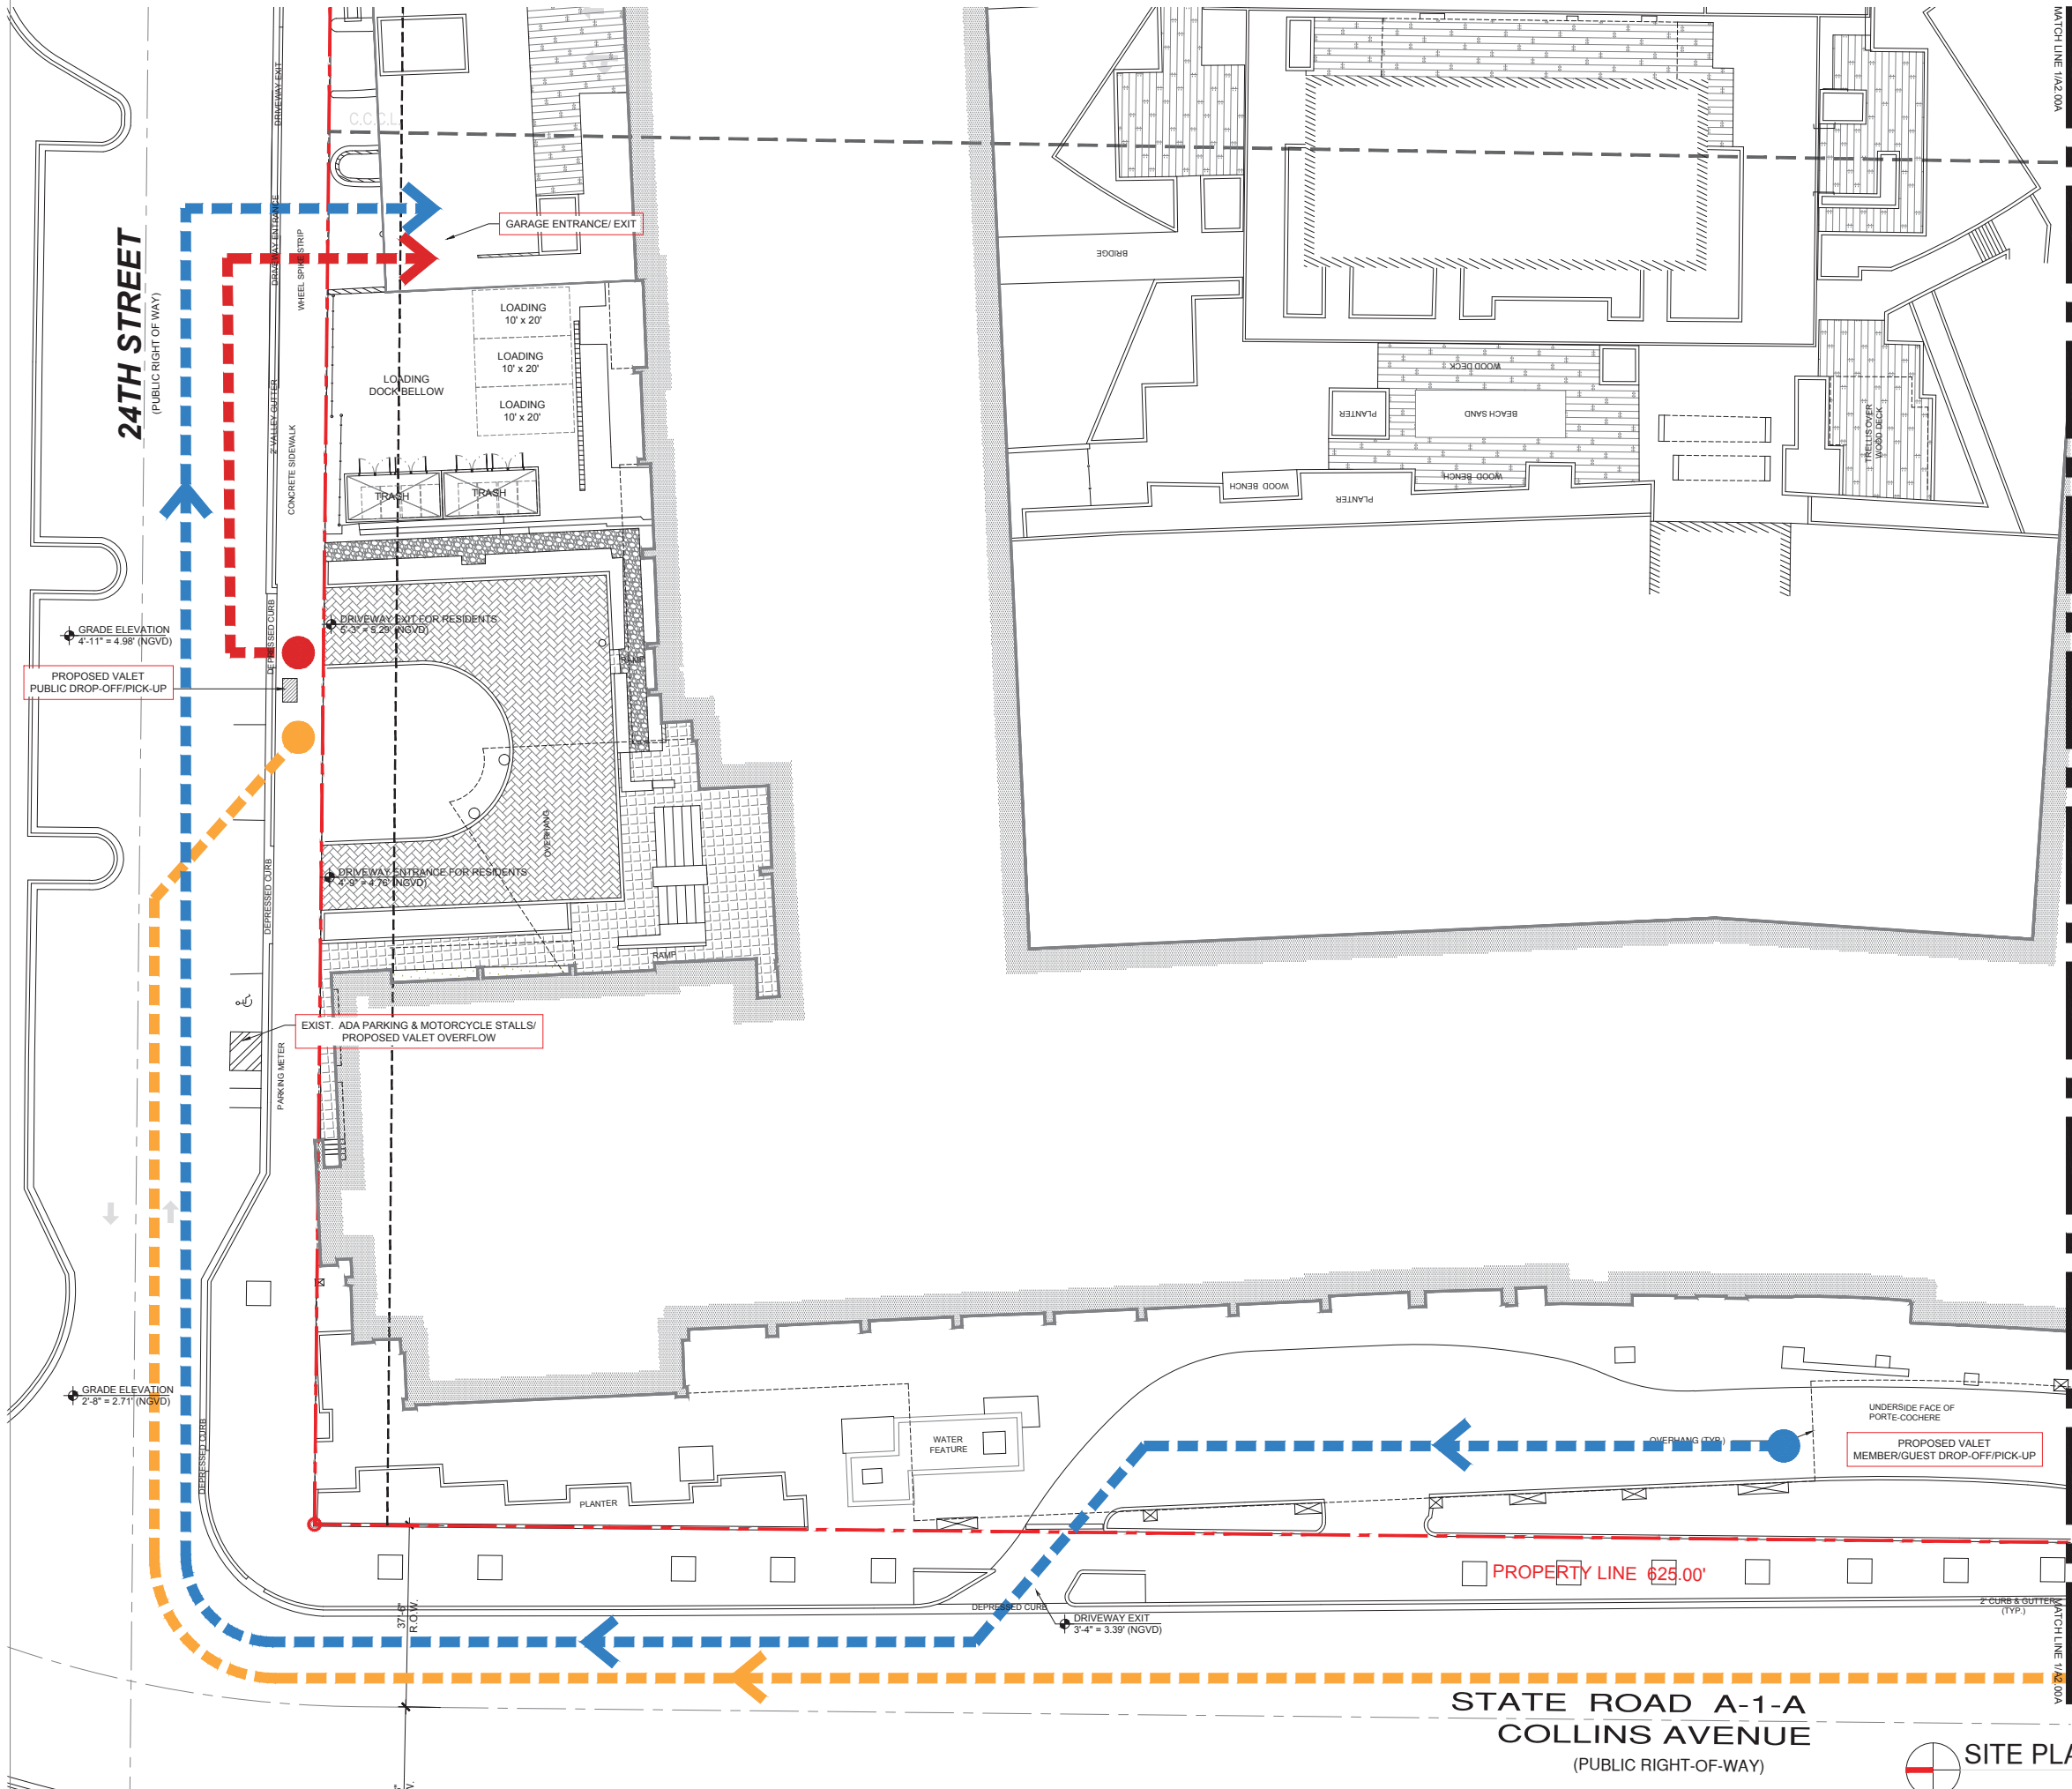 MATCH LINE 1/A2.00A
DRIVEWAY EXIT
C.C.C.L.
24TH STREET
(PUBLIC RIGHT OF WAY)
DRIVEWAY ENTRANCE
WHEEL SPIKE STRIP
GARAGE ENTRANCE/ EXIT
BRIDGE
LOADING
10' x 20'
LOADING
10' x 20'
LOADING
10' x 20'
LOADING
DOCK BELLOW
2' VALLEY GUTTER
CONCRETE SIDEWALK
TRASH
TRASH
WOOD DECK
PLANTER
BEACH SAND
TRELLIS OVER
WOOD DECK
WOOD BENCH
PLANTER
WOOD BENCH
DEPRESSED CURB
DRIVEWAY EXIT FOR RESIDENTS
5'-3" = 5.29' (NGVD)
GRADE ELEVATION
4'-11" = 4.98' (NGVD)
RAMP
PROPOSED VALET
PUBLIC DROP-OFF/PICK-UP
OVERHANG
DRIVEWAY ENTRANCE FOR RESIDENTS
4'-9" = 4.76' (NGVD)
DEPRESSED CURB
RAMP
EXIST. ADA PARKING & MOTORCYCLE STALLS/
PROPOSED VALET OVERFLOW
PARKING METER
GRADE ELEVATION
2'-8" = 2.71' (NGVD)
DEPRESSED CURB
WATER
FEATURE
UNDERSIDE FACE OF
PORTE-COCHERE
OVERHANG (TYP.)
PROPOSED VALET
MEMBER/GUEST DROP-OFF/PICK-UP
PLANTER
PROPERTY LINE 625.00'
37'-6"
R.O.W.
DEPRESSED CURB
DRIVEWAY EXIT
3'-4" = 3.39' (NGVD)
2' CURB & GUTTER
(TYP.)
MATCH LINE 1/A2.00A
STATE ROAD A-1-A
COLLINS AVENUE
(PUBLIC RIGHT-OF-WAY)
SITE PLA